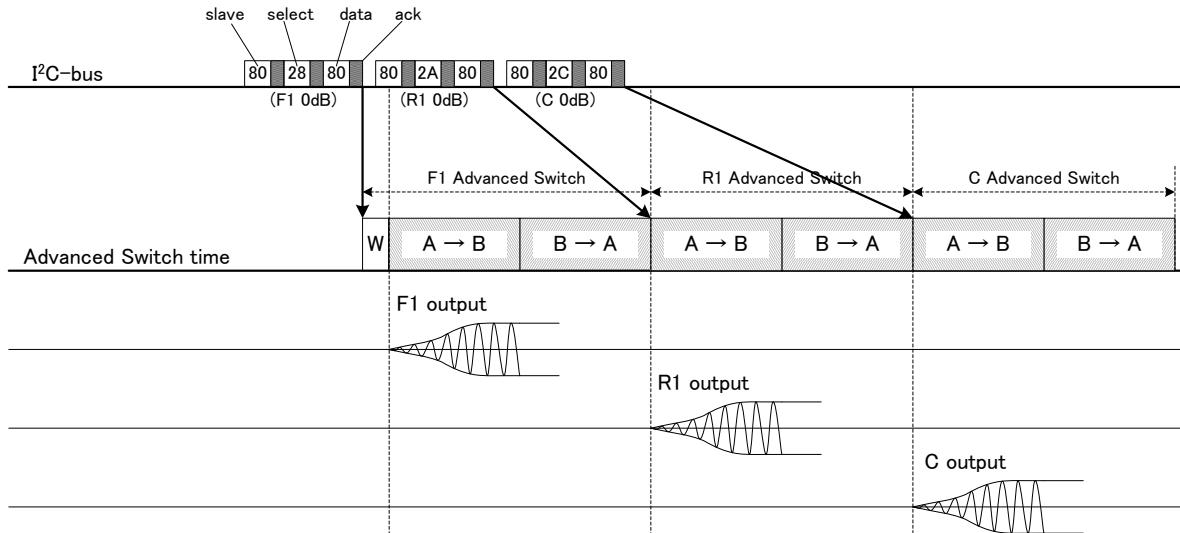 slave select data ack
I²C-bus 80 28 80 80 2A 80 80 2C 80
(F1 0dB) (R1 0dB) (C 0dB)
F1 Advanced Switch R1 Advanced Switch C Advanced Switch
Advanced Switch time W A → B B → A A → B B → A A → B B → A
F1 output
R1 output
C output